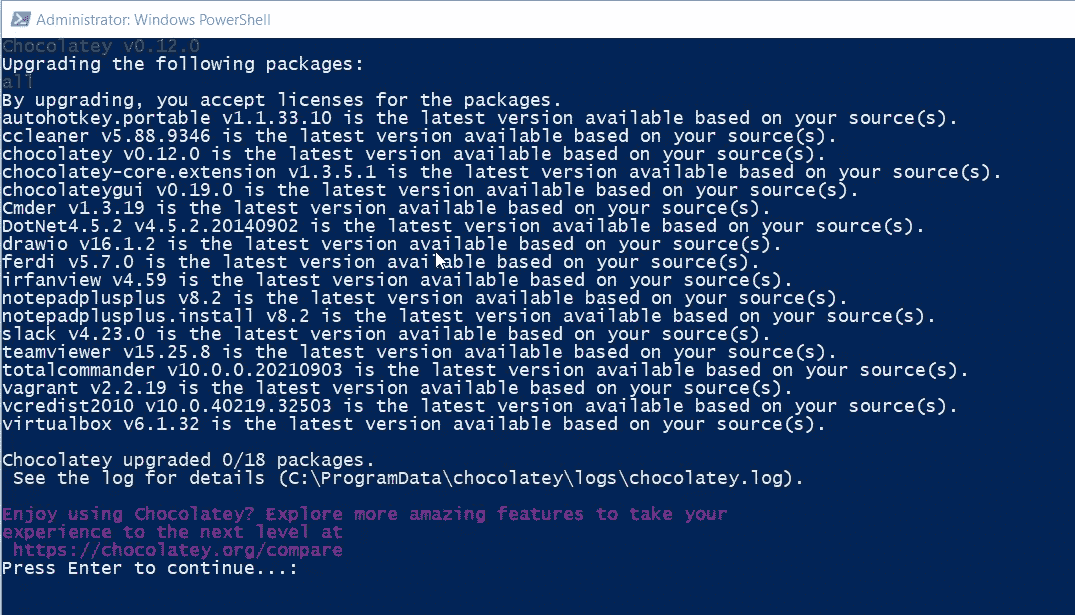 Administrator: Windows PowerShell
Chocolatey v0.12.0
Upgrading the following packages:
all
By upgrading, you accept licenses for the packages.
autohotkey.portable v1.1.33.10 is the latest version available based on your source(s).
ccleaner v5.88.9346 is the latest version available based on your source(s).
chocolatey v0.12.0 is the latest version available based on your source(s).
chocolatey-core.extension v1.3.5.1 is the latest version available based on your source(s).
chocolateygui v0.19.0 is the latest version available based on your source(s).
Cmder v1.3.19 is the latest version available based on your source(s).
DotNet4.5.2 v4.5.2.20140902 is the latest version available based on your source(s).
drawio v16.1.2 is the latest version available based on your source(s).
ferdi v5.7.0 is the latest version available based on your source(s).
irfanview v4.59 is the latest version available based on your source(s).
notepadplusplus v8.2 is the latest version available based on your source(s).
notepadplusplus.install v8.2 is the latest version available based on your source(s).
slack v4.23.0 is the latest version available based on your source(s).
teamviewer v15.25.8 is the latest version available based on your source(s).
totalcommander v10.0.0.20210903 is the latest version available based on your source(s).
vagrant v2.2.19 is the latest version available based on your source(s).
vcredist2010 v10.0.40219.32503 is the latest version available based on your source(s).
virtualbox v6.1.32 is the latest version available based on your source(s).
Chocolatey upgraded 0/18 packages.
See the log for details (C:\ProgramData\chocolatey\logs\chocolatey.log).
Enjoy using Chocolatey? Explore more amazing features to take your
experience to the next level at
https://chocolatey.org/compare
Press Enter to continue...: